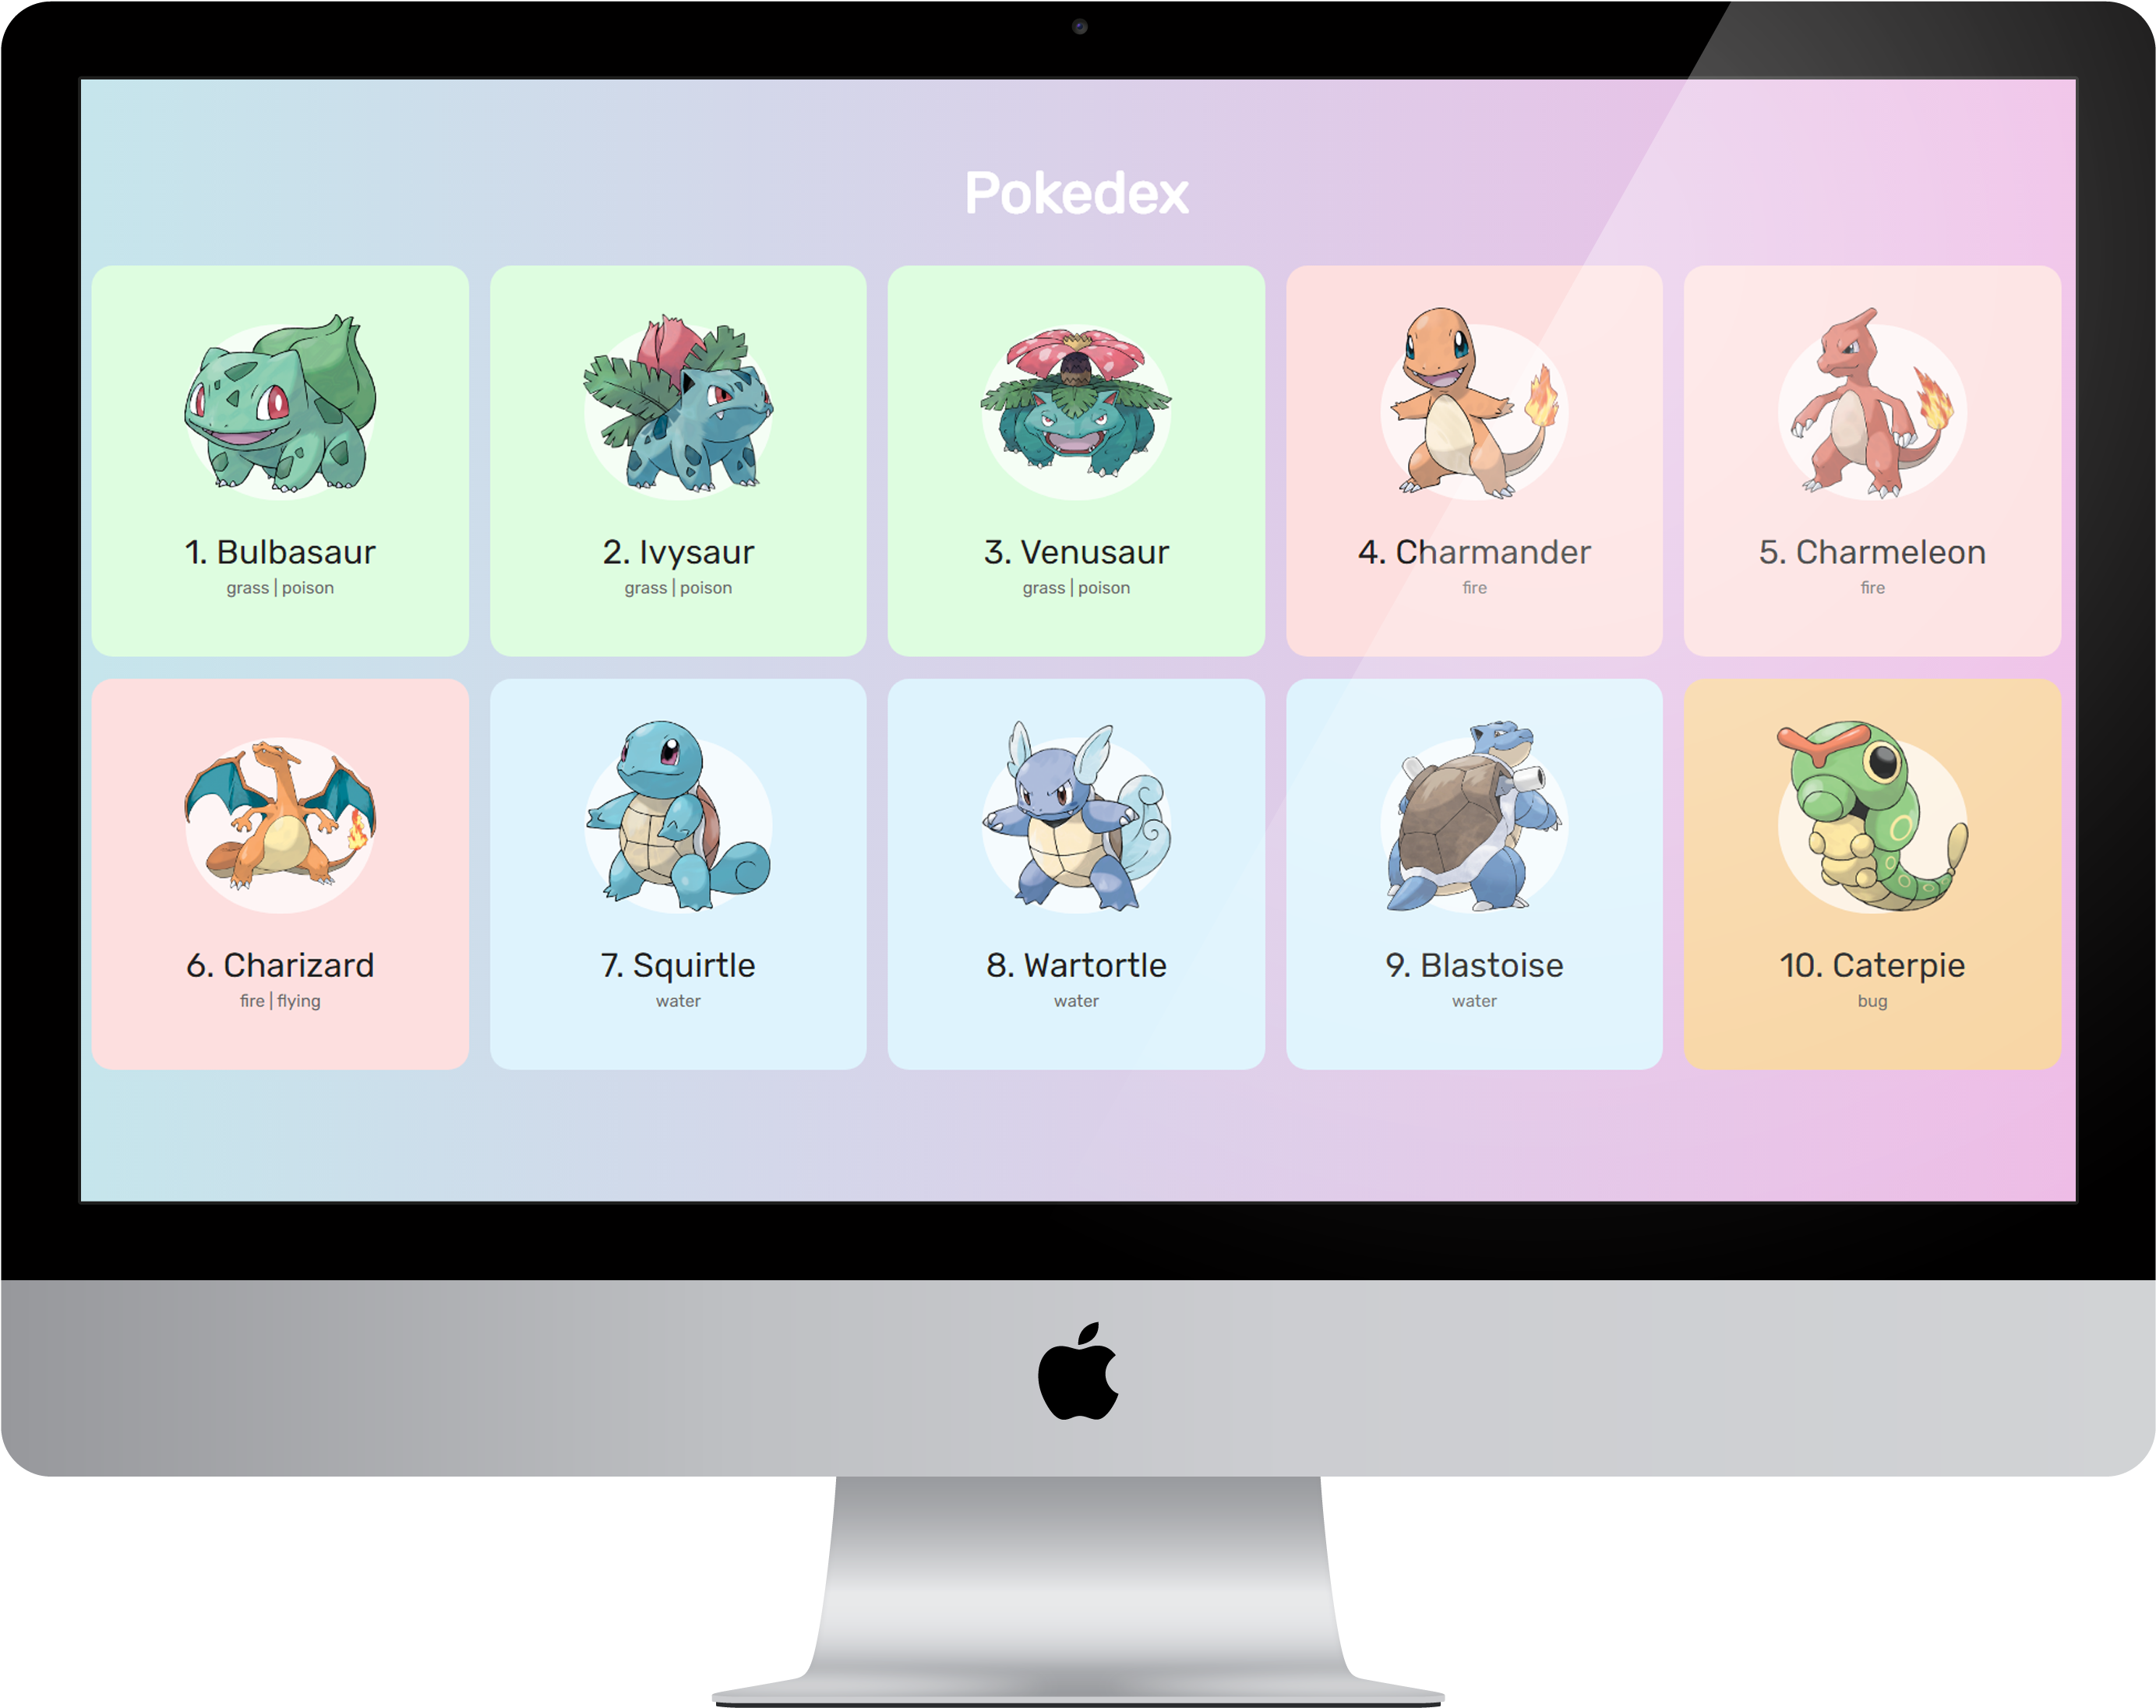 Pokedex
1. Bulbasaur
grass | poison
2. Ivysaur
grass | poison
3. Venusaur
grass | poison
4. Charmander
fire
5. Charmeleon
fire
6. Charizard
fire | flying
7. Squirtle
water
8. Wartortle
water
9. Blastoise
water
10. Caterpie
bug